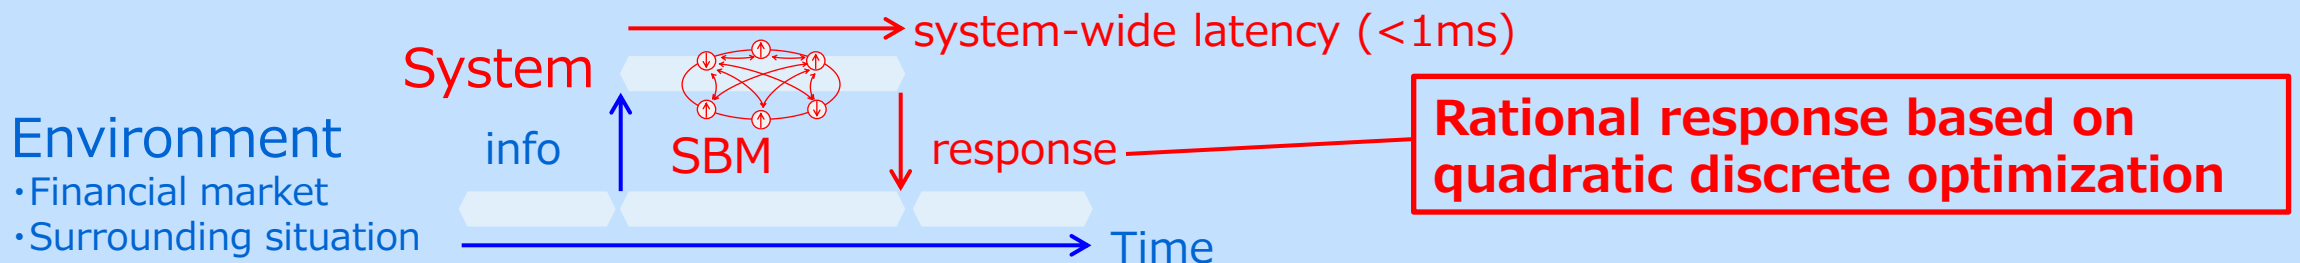 system-wide latency (<1ms)
System
Environment
info
SBM
response
Rational response based on
quadratic discrete optimization
・Financial market
・Surrounding situation
Time